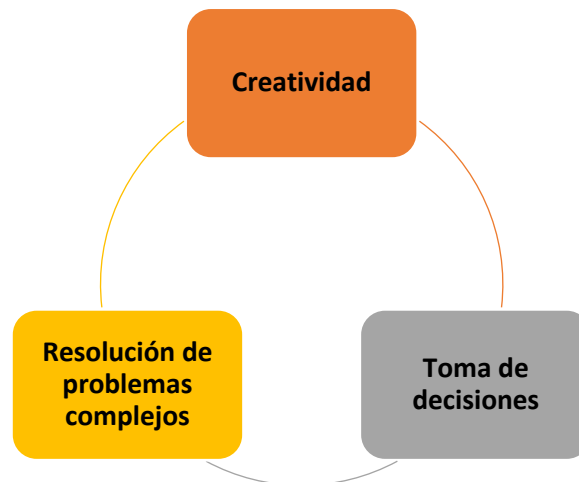 Creatividad
Resolución de
problemas
complejos
Toma de
decisiones